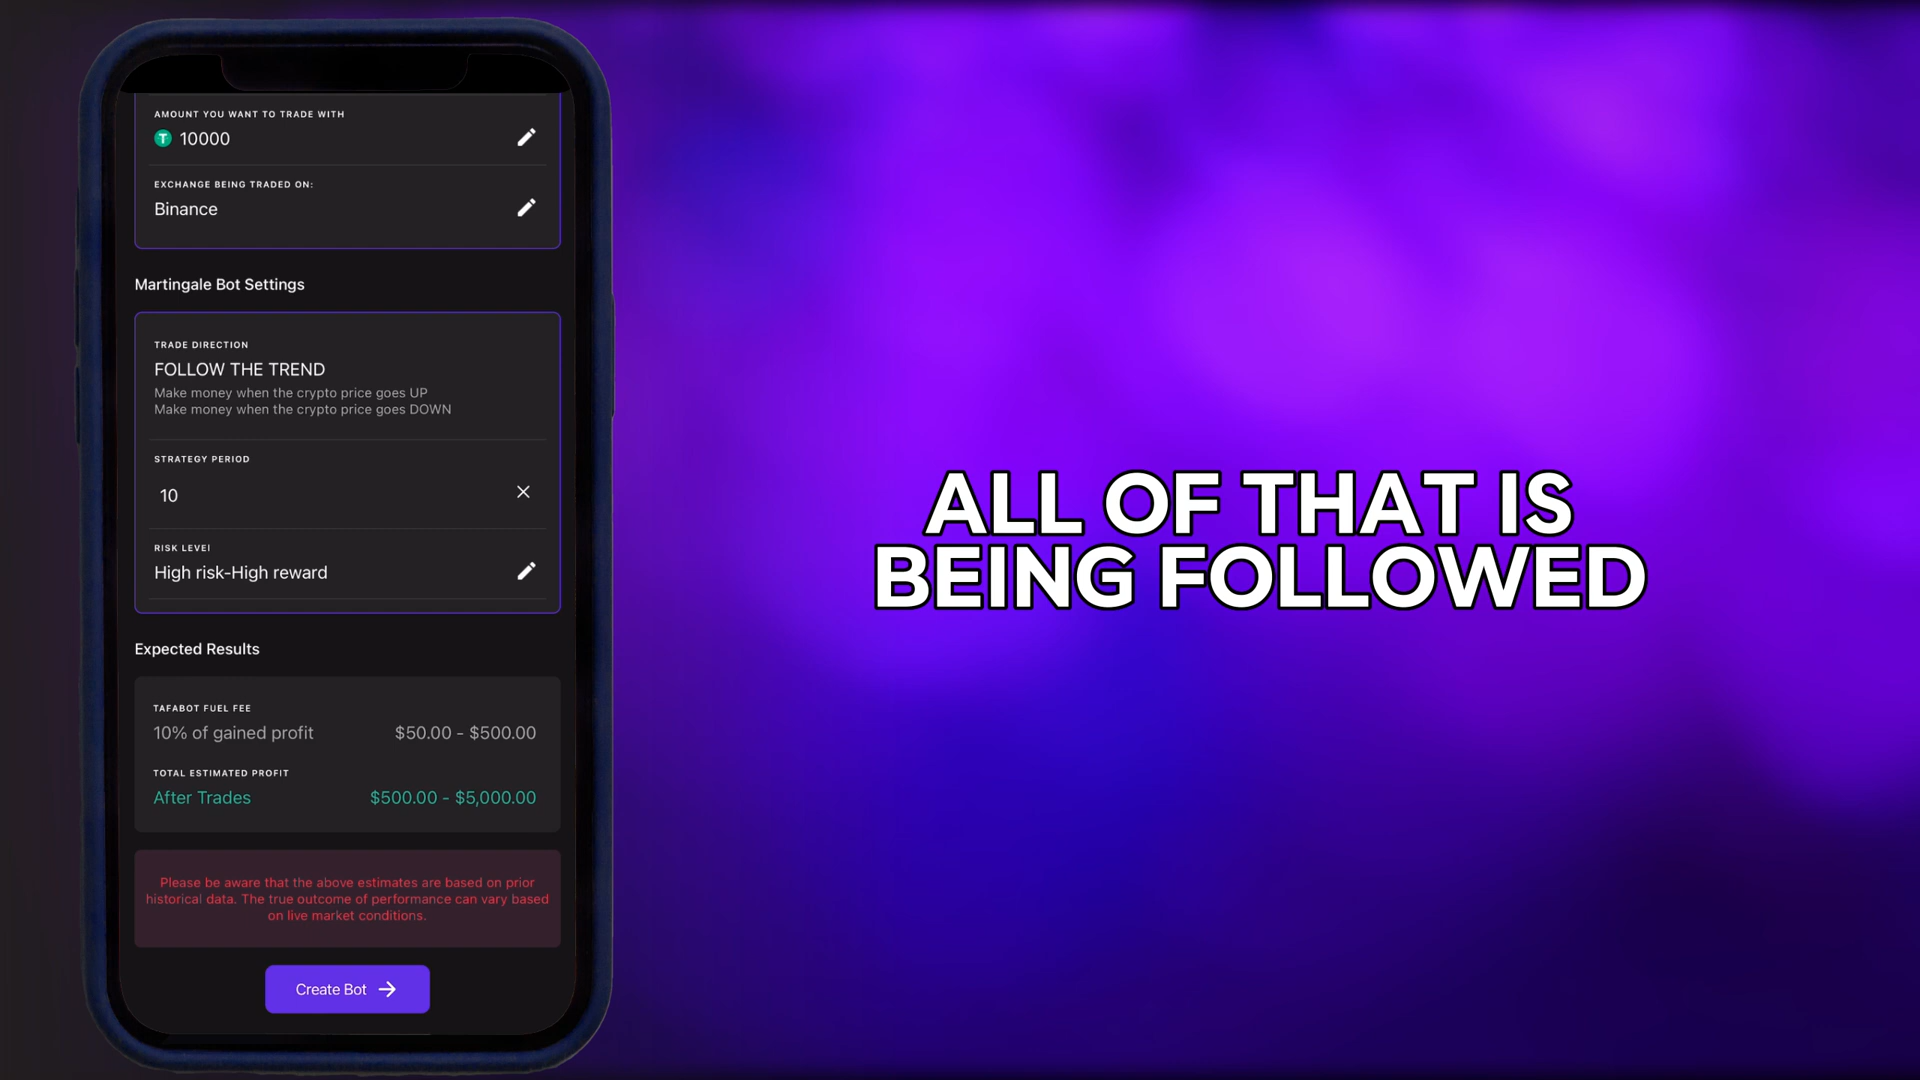 AMOUNT YOU WANT TO TRADE WITH
T 10000
EXCHANGE BEING TRADED ON:
Binance
Martingale Bot Settings
TRADE DIRECTION
FOLLOW THE TREND
Make money when the crypto price goes UP
Make money when the crypto price goes DOWN
STRATEGY PERIOD
10
RISK LEVEl
High risk-High reward
Expected Results
TAFABOT FUEL FEE
10% of gained profit $50.00 - $500.00
TOTAL ESTIMATED PROFIT
After Trades $500.00 - $5,000.00
Please be aware that the above estimates are based on prior
historical data. The true outcome of performance can vary based
on live market conditions.
Create Bot
ALL OF THAT IS
BEING FOLLOWED